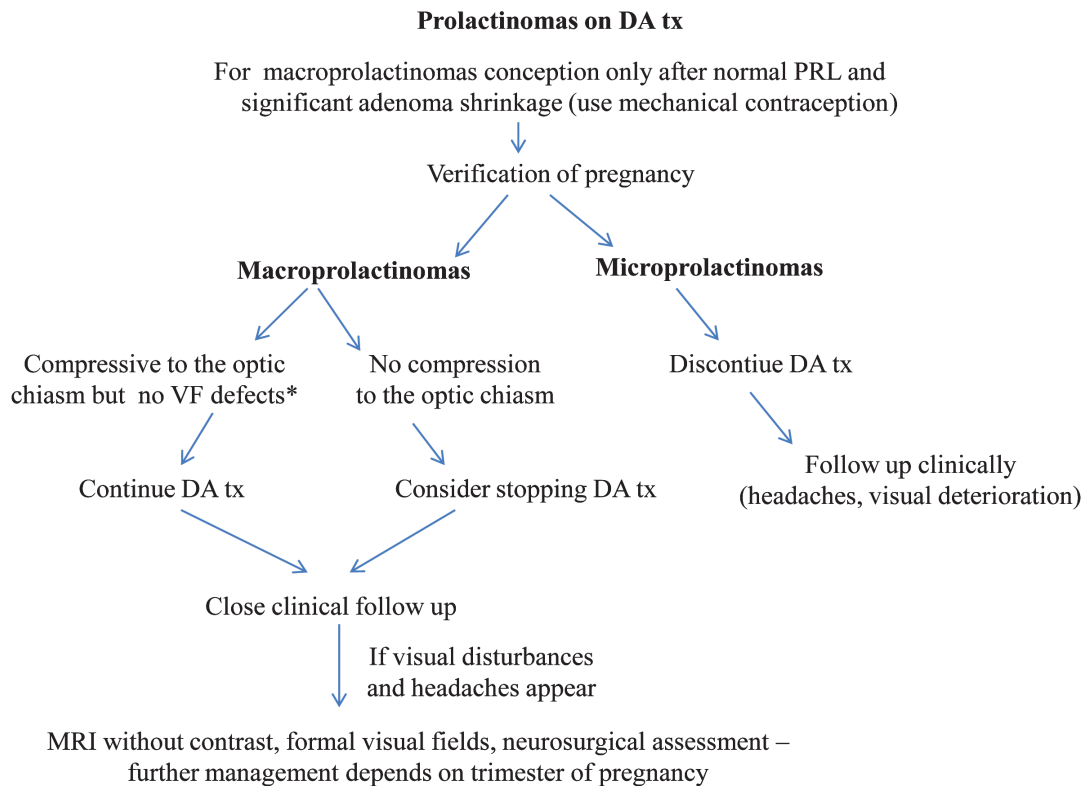 Prolactinomas on DA tx
For macroprolactinomas conception only after normal PRL and
significant adenoma shrinkage (use mechanical contraception)
Verification of pregnancy
Macroprolactinomas
Microprolactinomas
Compressive to the optic
chiasm but no VF defects*
No compression
to the optic chiasm
Discontiue DA tx
Continue DA tx
Consider stopping DA tx
Follow up clinically
(headaches, visual deterioration)
Close clinical follow up
If visual disturbances
and headaches appear
MRI without contrast, formal visual fields, neurosurgical assessment –
further management depends on trimester of pregnancy